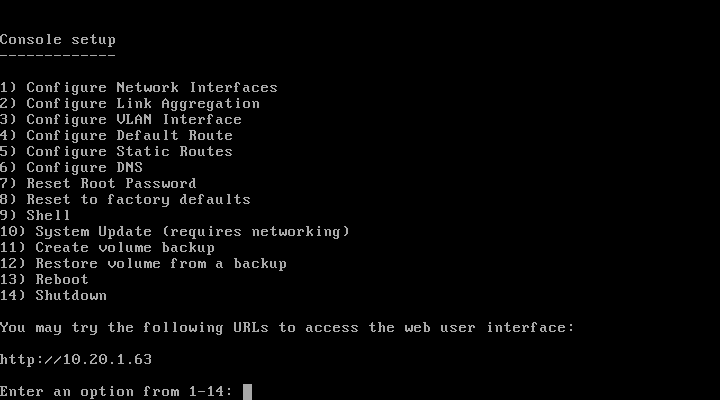 Console setup
-------------
1) Configure Network Interfaces
2) Configure Link Aggregation
3) Configure VLAN Interface
4) Configure Default Route
5) Configure Static Routes
6) Configure DNS
7) Reset Root Password
8) Reset to factory defaults
9) Shell
10) System Update (requires networking)
11) Create volume backup
12) Restore volume from a backup
13) Reboot
14) Shutdown
You may try the following URLs to access the web user interface:
http://10.20.1.63
Enter an option from 1-14: